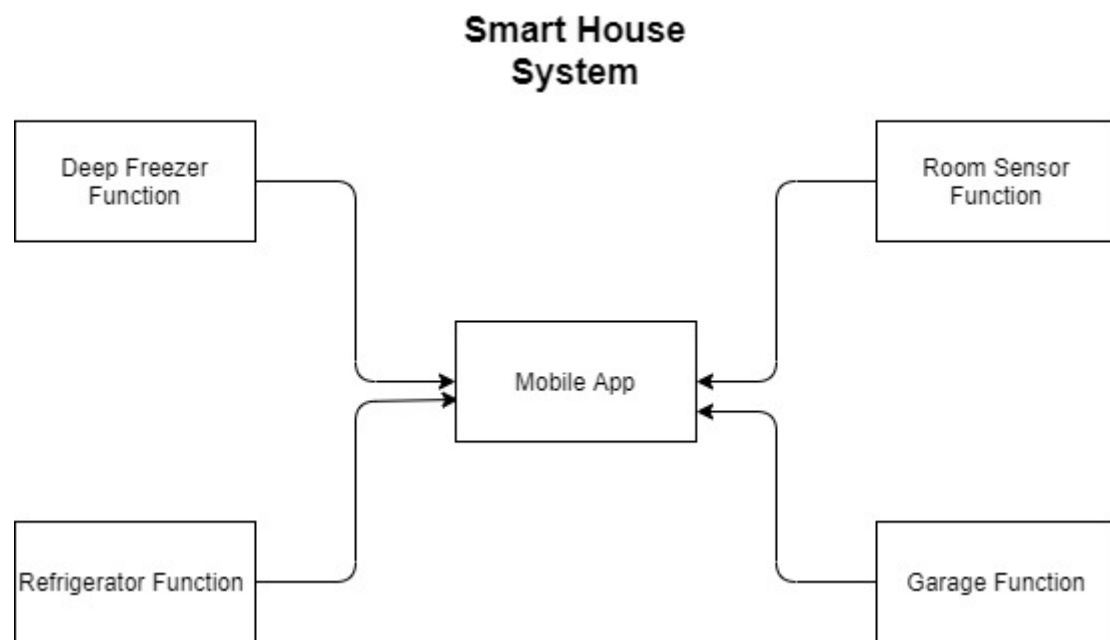 Smart House
System
Deep Freezer
Function
Room Sensor
Function
Mobile App
Refrigerator Function
Garage Function